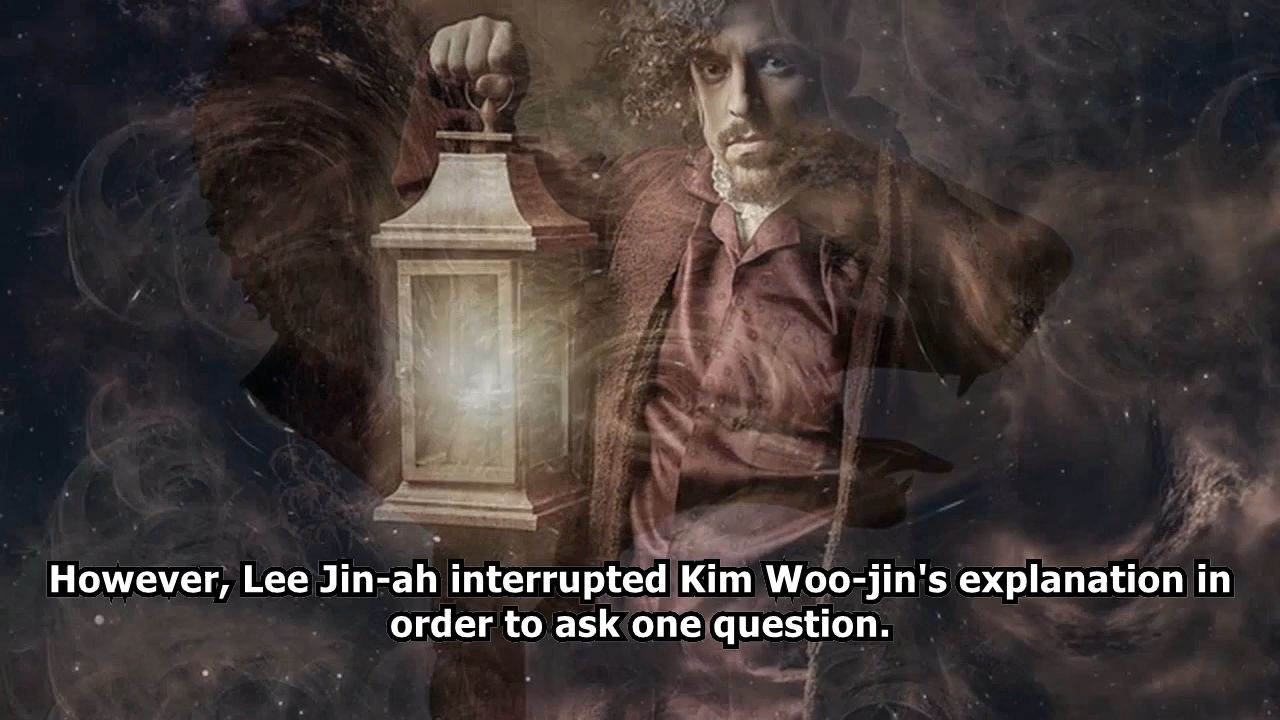 However, Lee Jin-ah interrupted Kim Woo-jin's explanation in
order to ask one question.